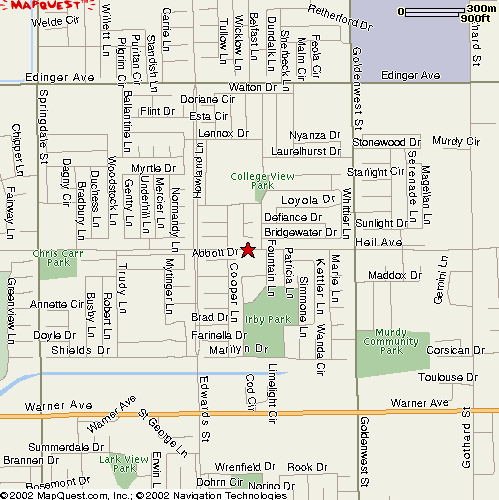 MAPQUEST
300m
900ft
Welde Cir
Willett Ln
Pilgrim Cir
Puritan Cir
Standish Ln
Carrie Ln
Tullow Ln
Wicklow Ln
Belfast Ln
Dundalk Ln
Sherbeck Ln
Malm Cir
Feola Cir
Retherford Dr
Goldenwest St
Edinger Ave
Edinger Ave
Walton Dr
Springdale St
Ballantine Ln
Doriane Cir
Flint Dr
Esta Cir
Lennox Dr
Nyanza Dr
Laurelhurst Dr
Stonewood Dr
Murdy Cir
Chipper Ln
Howland Ln
Fairway Ln
Dagny Cir
Bradbury Ln
Duchess Ln
Woodstock Ln
Gentry Ln
Myrtle Dr
Underhill Ln
Mercier Ln
Normandy Ln
College View
Park
Loyola Dr
Defiance Dr
Bridgewater Dr
Whittier Ln
Starlight Cir
Serenade Ln
Magellan Ln
Sunlight Dr
Heil Ave
Chris Carr
Park
Abbott Dr
Greenview Ln
Trudy Ln
Mytinger Ln
Cooper Ln
Fountain Ln
Patricia Ln
Simmone Ln
Kettler Ln
Marie Ln
Maddox Dr
Gemini Ln
Annette Cir
Busby Ln
Robert Ln
Brad Dr
Irby Park
Wanda Cir
Doyle Dr
Farinella Dr
Shields Dr
Marilyn Dr
Murdy
Community
Park
Corsican Dr
Toulouse Dr
Limelight Cir
Cod Cir
Warner Ave
Warner Ave
Warner Ave
Edwards St
St George Ln
Goldenwest St
Gothard St
Summerdale Dr
Brannen Dr
Lark View
Park
Erwin L
Rosemont Dr
Wrenfield Dr
Rook Dr
Dohrn Cir
Noring Dr
©2002 MapQuest.com, Inc.; ©2002 Navigation Technologies